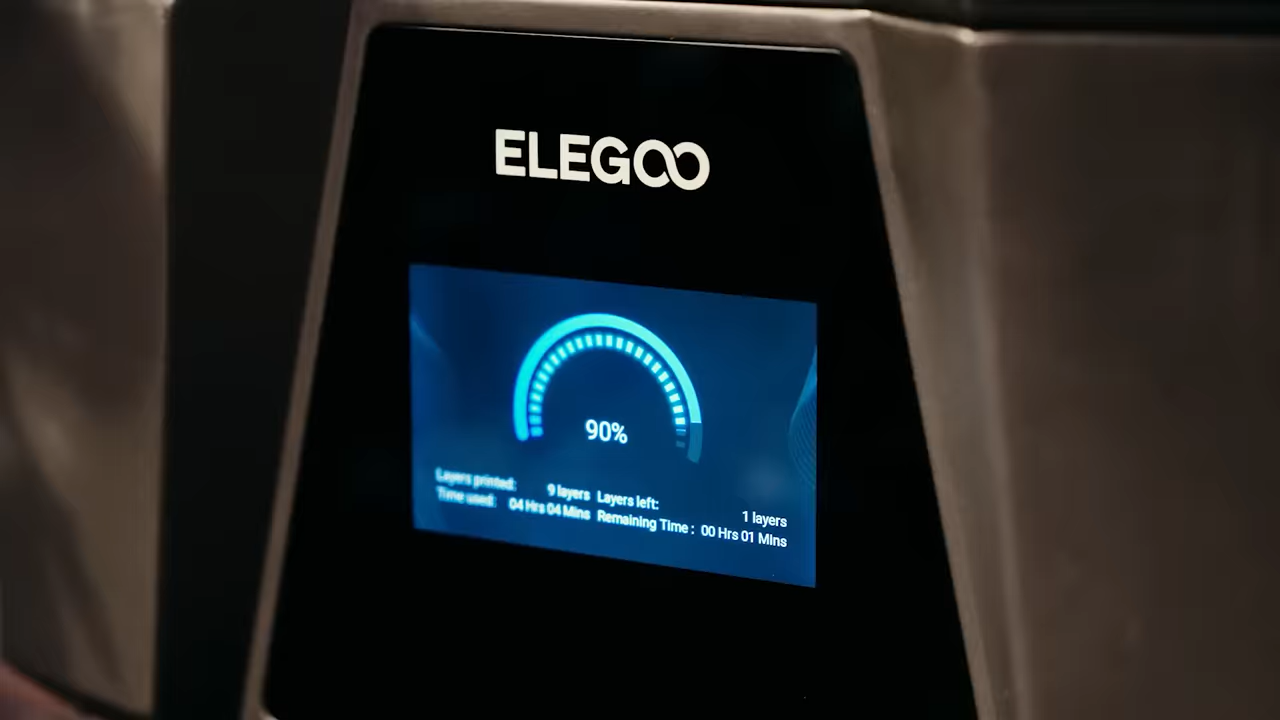 ELEGOO
90%
Layers printed: 9 layers Layers left: 1 layers
Time used: 04 Hrs 04 Mins Remaining Time : 00 Hrs 01 MIns